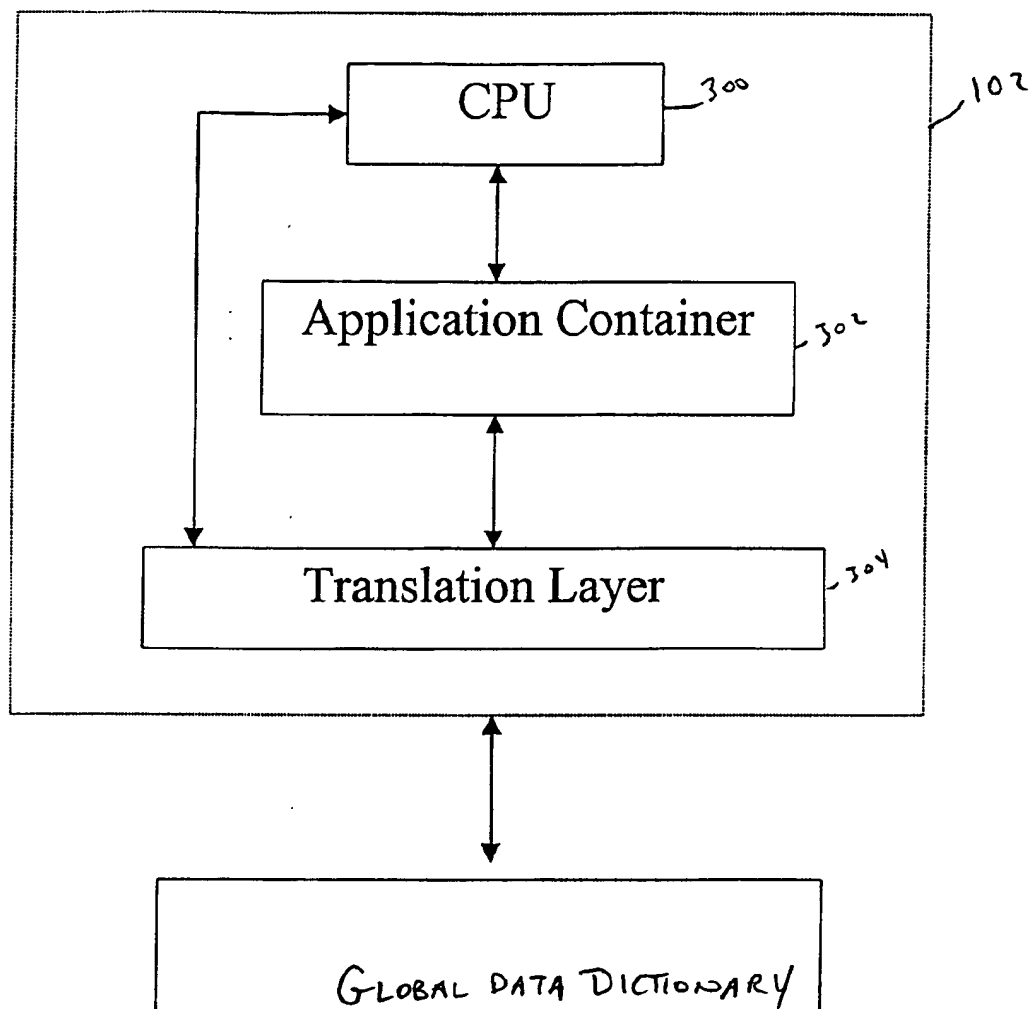 CPU
300
102
Application Container
302
Translation Layer
304
GLOBAL DATA DICTIONARY